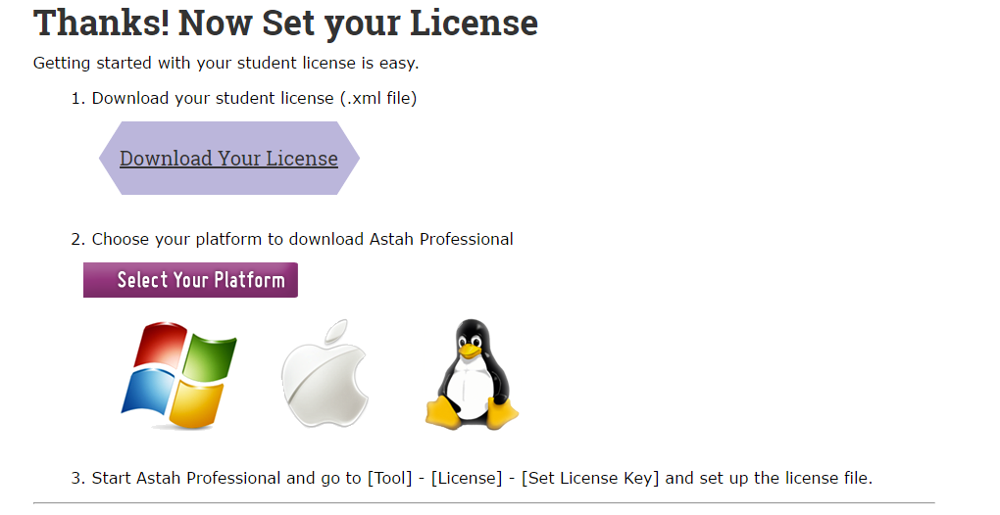 Thanks! Now Set your License
Getting started with your student license is easy.
1. Download your student license (.xml file)
Download Your License
2. Choose your platform to download Astah Professional
Select Your Platform
3. Start Astah Professional and go to [Tool] - [License] - [Set License Key] and set up the license file.